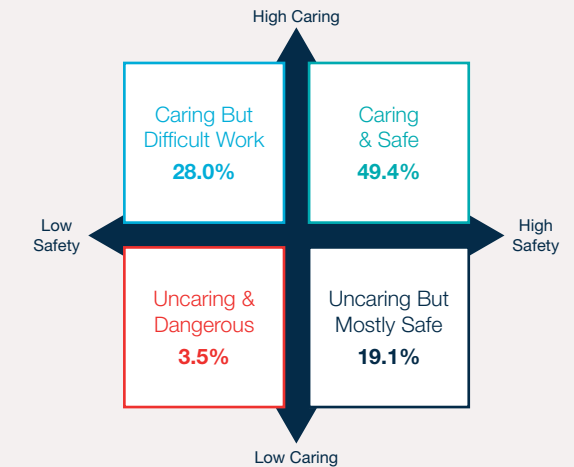 High Caring
Caring But
Difficult Work
28.0%
Caring
& Safe
49.4%
Low
Safety
High
Safety
Uncaring &
Dangerous
3.5%
Uncaring But
Mostly Safe
19.1%
Low Caring